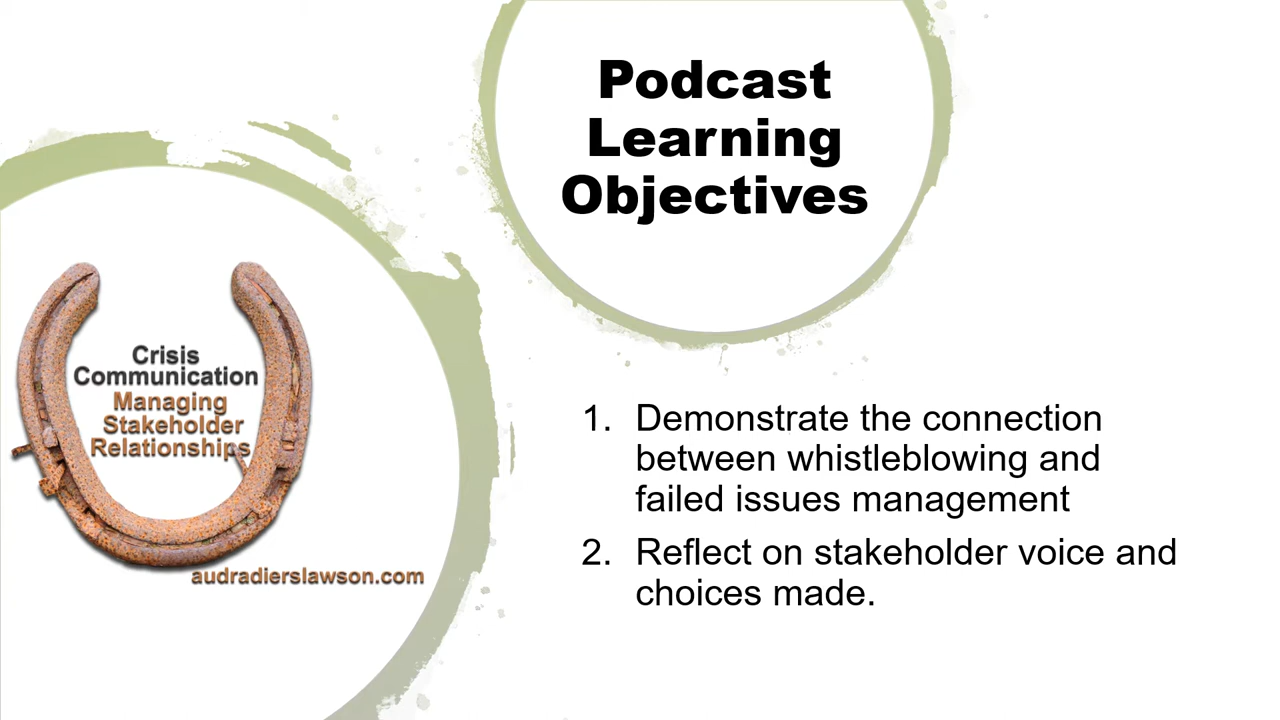 Podcast
Learning
Objectives
Crisis
Communication
Managing
Stakeholder
Relationships
audradierslawson.com
1. Demonstrate the connection
between whistleblowing and
failed issues management
2. Reflect on stakeholder voice and
choices made.